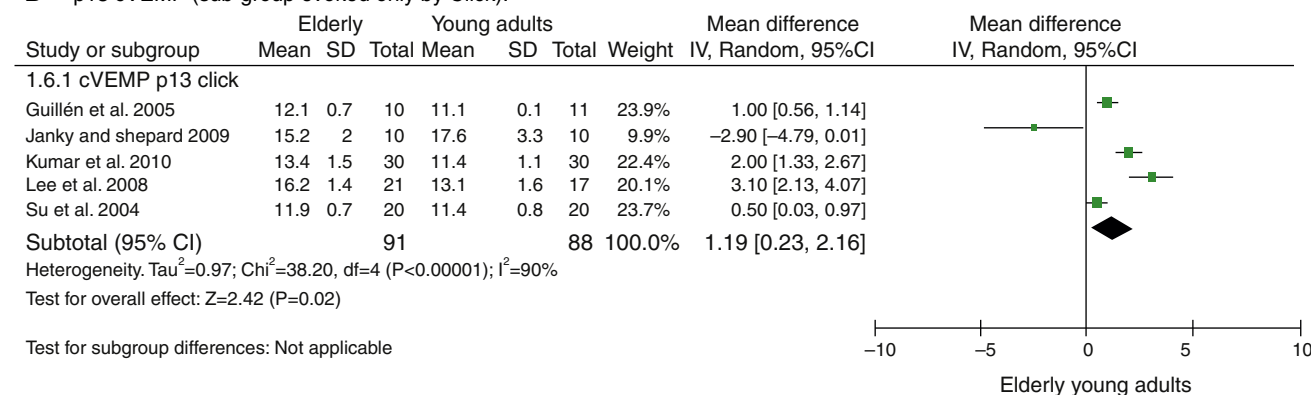 p13 cVEMP (sub-group evoked only by Click).
Elderly Young adults Mean difference Mean difference
Study or subgroup Mean SD Total Mean SD Total Weight IV, Random, 95%CI IV, Random, 95%CI
1.6.1 cVEMP p13 click
Guillén et al. 2005 12.1 0.7 10 11.1 0.1 11 23.9% 1.00 [0.56, 1.14]
Janky and shepard 2009 15.2 2 10 17.6 3.3 10 9.9% –2.90 [–4.79, 0.01]
Kumar et al. 2010 13.4 1.5 30 11.4 1.1 30 22.4% 2.00 [1.33, 2.67]
Lee et al. 2008 16.2 1.4 21 13.1 1.6 17 20.1% 3.10 [2.13, 4.07]
Su et al. 2004 11.9 0.7 20 11.4 0.8 20 23.7% 0.50 [0.03, 0.97]
Subtotal (95% CI) 91 88 100.0% 1.19 [0.23, 2.16]
Heterogeneity. Tau²=0.97; Chi²=38.20, df=4 (P<0.00001); I²=90%
Test for overall effect: Z=2.42 (P=0.02)
Test for subgroup differences: Not applicable
–10 –5 0 5 10
Elderly young adults